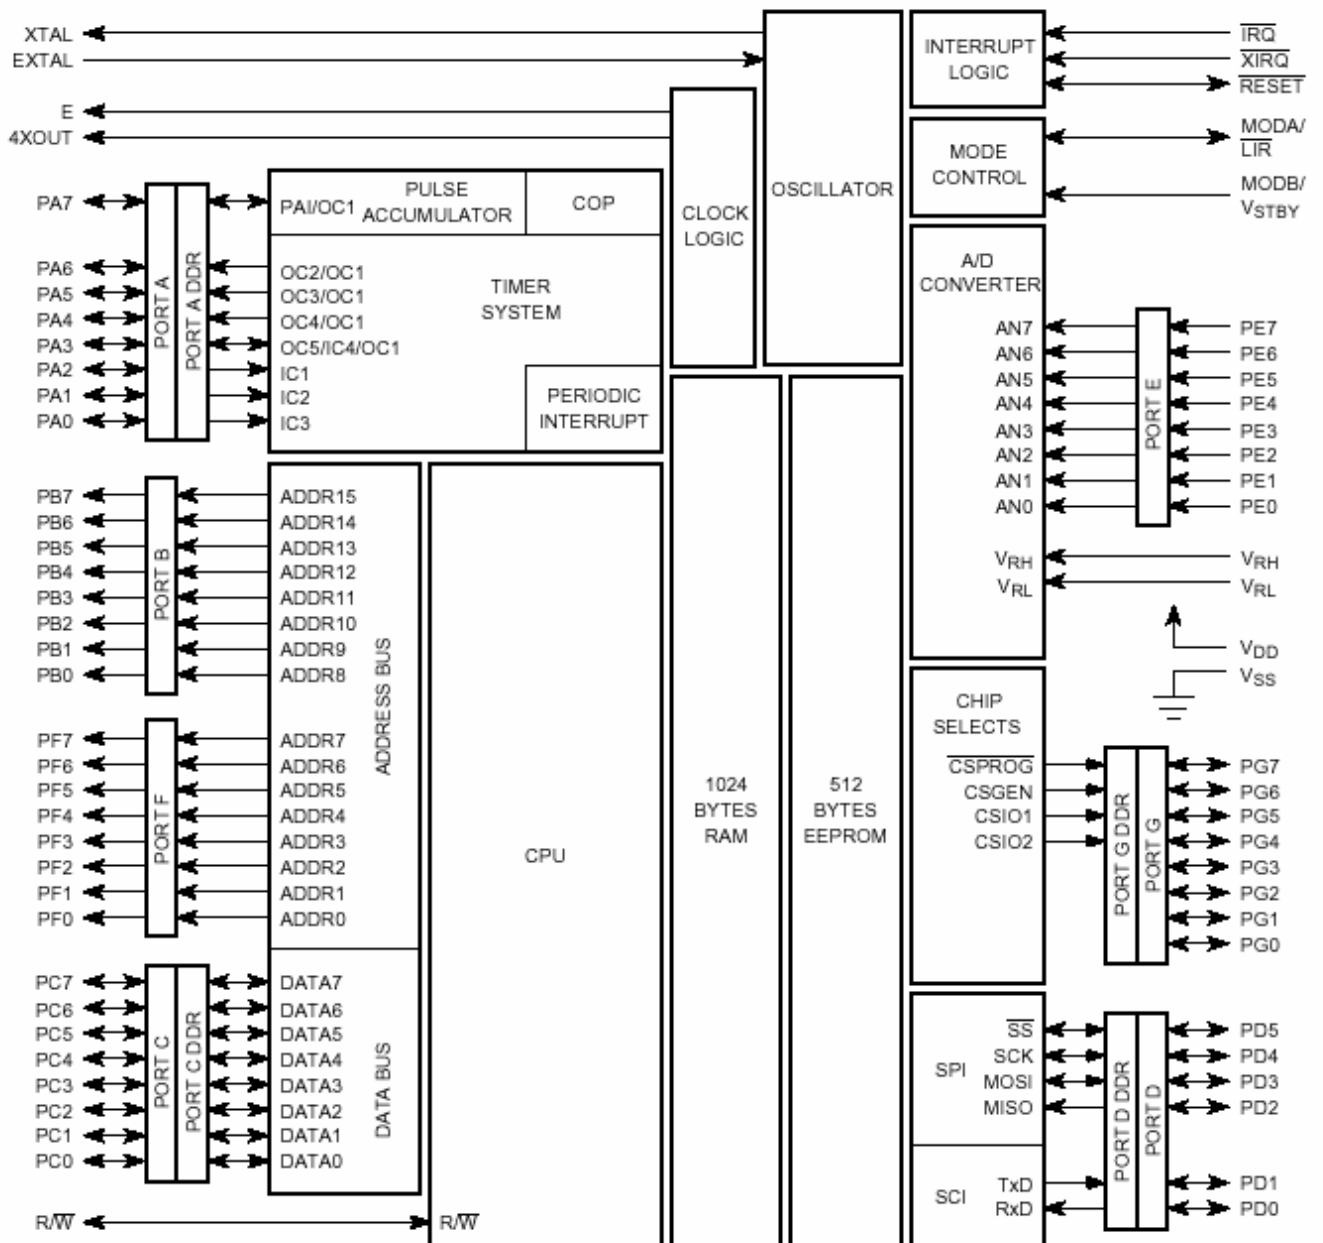 XTAL
EXTAL
E
4XOUT
PA7
PA6
PA5
PA4
PA3
PA2
PA1
PA0
PORT A
PORT A DDR
PAI/OC1
PULSE
ACCUMULATOR
COP
OC2/OC1
OC3/OC1
OC4/OC1
OC5/IC4/OC1
IC1
IC2
IC3
TIMER
SYSTEM
PERIODIC
INTERRUPT
PB7
PB6
PB5
PB4
PB3
PB2
PB1
PB0
PORT B
ADDR15
ADDR14
ADDR13
ADDR12
ADDR11
ADDR10
ADDR9
ADDR8
PF7
PF6
PF5
PF4
PF3
PF2
PF1
PF0
PORT F
ADDR7
ADDR6
ADDR5
ADDR4
ADDR3
ADDR2
ADDR1
ADDR0
ADDRESS BUS
PC7
PC6
PC5
PC4
PC3
PC2
PC1
PC0
PORT C
PORT C DDR
DATA7
DATA6
DATA5
DATA4
DATA3
DATA2
DATA1
DATA0
DATA BUS
R/W
R/W
CPU
CLOCK
LOGIC
OSCILLATOR
1024
BYTES
RAM
512
BYTES
EEPROM
INTERRUPT
LOGIC
IRQ
XIRQ
RESET
MODE
CONTROL
MODA/
LIR
MODB/
VSTBY
A/D
CONVERTER
AN7
AN6
AN5
AN4
AN3
AN2
AN1
AN0
VRH
VRL
PORT E
PE7
PE6
PE5
PE4
PE3
PE2
PE1
PE0
VRH
VRL
VDD
VSS
CHIP
SELECTS
CSPROG
CSGEN
CSIO1
CSIO2
PORT G DDR
PORT G
PG7
PG6
PG5
PG4
PG3
PG2
PG1
PG0
SPI
SS
SCK
MOSI
MISO
SCI
TxD
RxD
PORT D DDR
PORT D
PD5
PD4
PD3
PD2
PD1
PD0